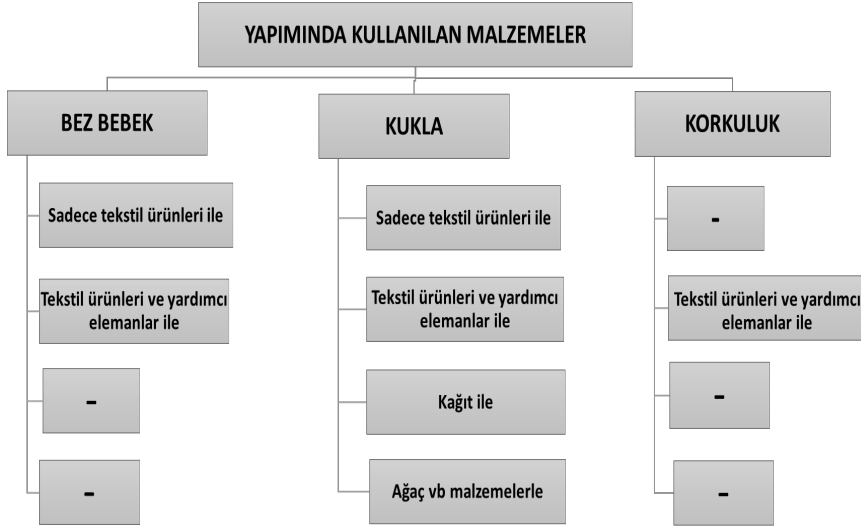 YAPIMINDA KULLANILAN MALZEMELER
BEZ BEBEK
Sadece tekstil ürünleri ile
Tekstil ürünleri ve yardımcı
elemanlar ile
-
-
KUKLA
Sadece tekstil ürünleri ile
Tekstil ürünleri ve yardımcı
elemanlar ile
Kağıt ile
Ağaç vb malzemelerle
KORKULUK
-
Tekstil ürünleri ve yardımcı
elemanlar ile
-
-